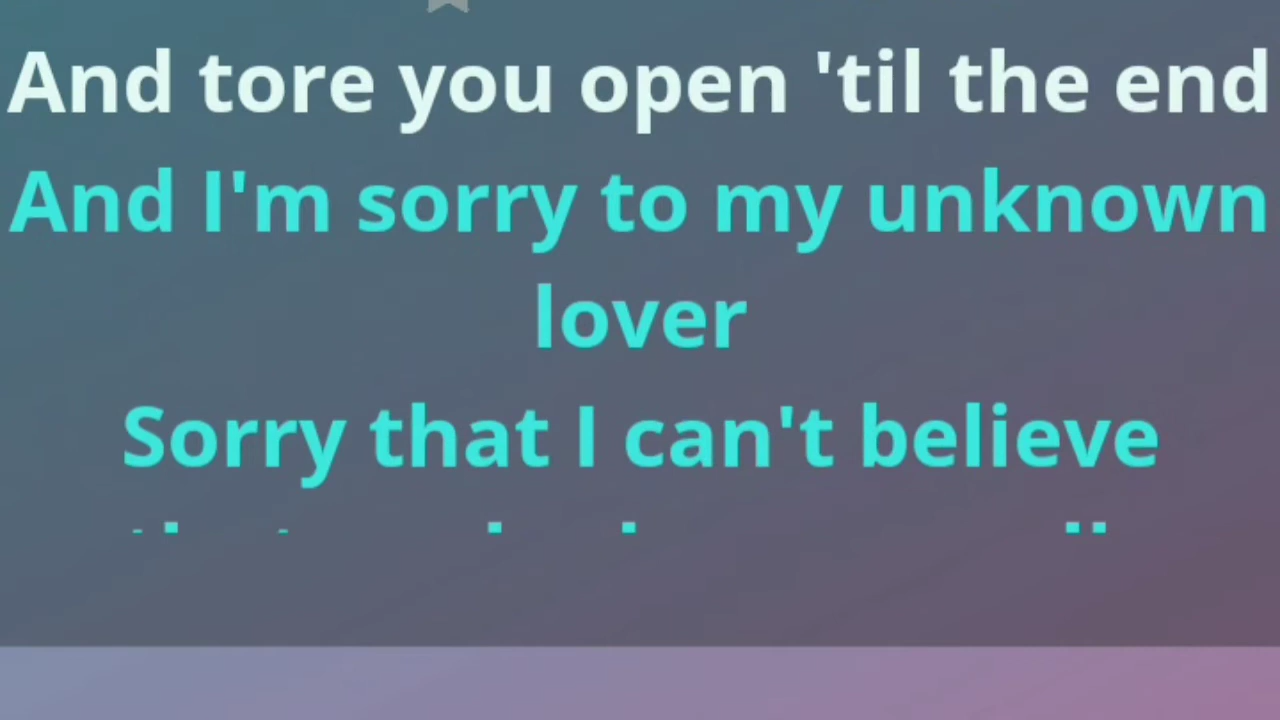 And tore you open 'til the end
And I'm sorry to my unknown
lover
Sorry that I can't believe